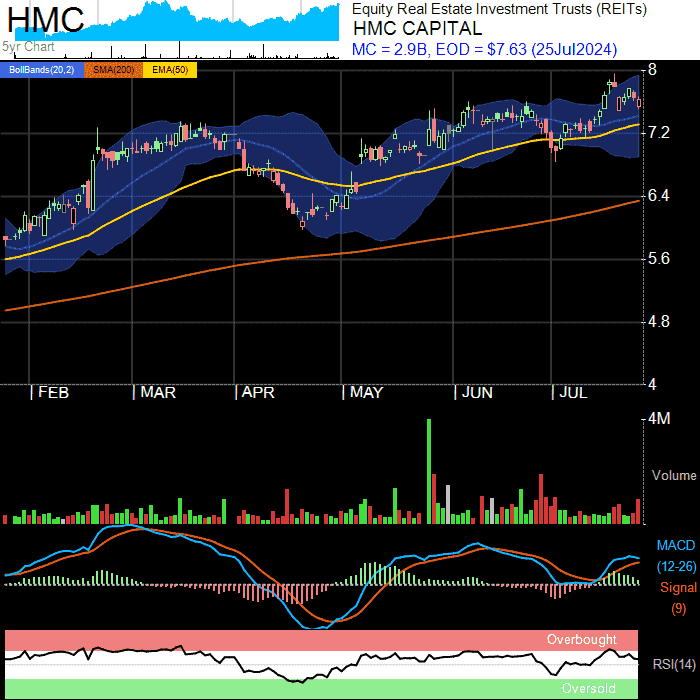 HMC
5yr Chart
Equity Real Estate Investment Trusts (REITs)
HMC CAPITAL
MC = 2.9B, EOD = $7.63 (25Jul2024)
BollBands(20,2) SMA(200) EMA(50)
8
7.2
6.4
5.6
4.8
4
| FEB | MAR | APR | MAY | JUN | JUL
4M
Volume
MACD
(12-26)
Signal
(9)
Overbought
RSI(14)
Oversold